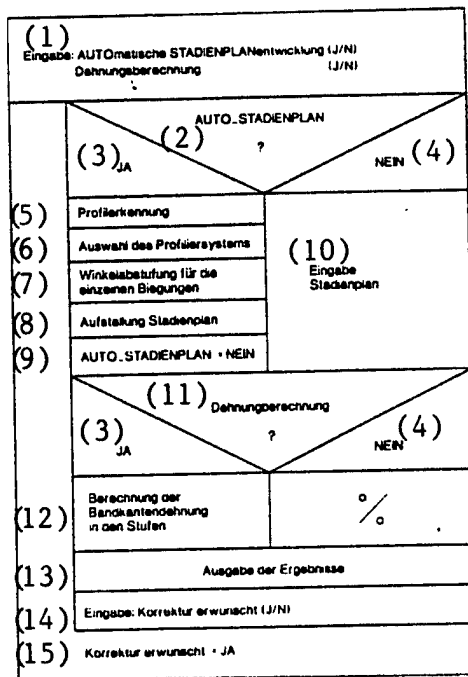 (1)
Eingabe: AUTOmatische STADIENPLANentwicklung (J/N)
Dehnungsberechnung (J/N)
AUTO_STADIENPLAN
(2)
?
(3) JA
NEIN (4)
(5) Profilerkennung
(6) Auswahl des Profilersystems
(7) Winkelabstufung für die
einzelnen Biegungen
(8) Aufstellung Stadienplan
(9) AUTO_STADIENPLAN = NEIN
(10)
Eingabe
Stadienplan
(11) Dehnungberechnung
?
(3) JA
NEIN (4)
(12) Berechnung der
Bandkantendehnung
in den Stufen
%
(13) Ausgabe der Ergebnisse
(14) Eingabe: Korrektur erwunscht (J/N)
(15) Korrektur erwunscht = JA